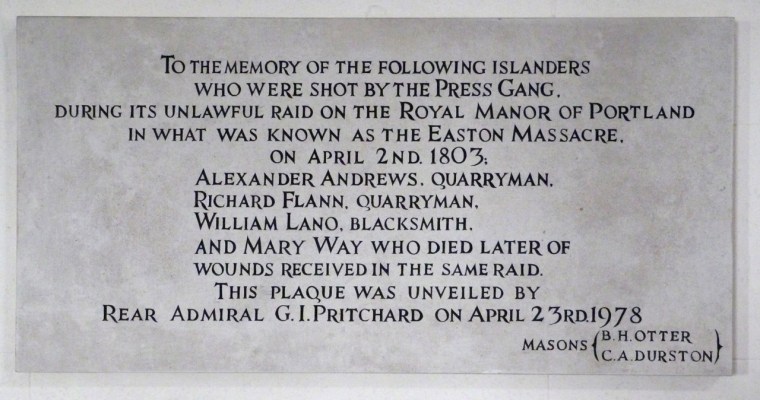 TO THE MEMORY OF THE FOLLOWING ISLANDERS
WHO WERE SHOT BY THE PRESS GANG,
DURING ITS UNLAWFUL RAID ON THE ROYAL MANOR OF PORTLAND
IN WHAT WAS KNOWN AS THE EASTON MASSACRE,
ON APRIL 2ND. 1803;
ALEXANDER ANDREWS, QUARRYMAN,
RICHARD FLANN, QUARRYMAN,
WILLIAM LANO, BLACKSMITH,
AND MARY WAY WHO DIED LATER OF
WOUNDS RECEIVED IN THE SAME RAID.
THIS PLAQUE WAS UNVEILED BY
REAR ADMIRAL G.I.PRITCHARD ON APRIL 23RD.1978
MASONS { B.H.OTTER
C.A.DURSTON }